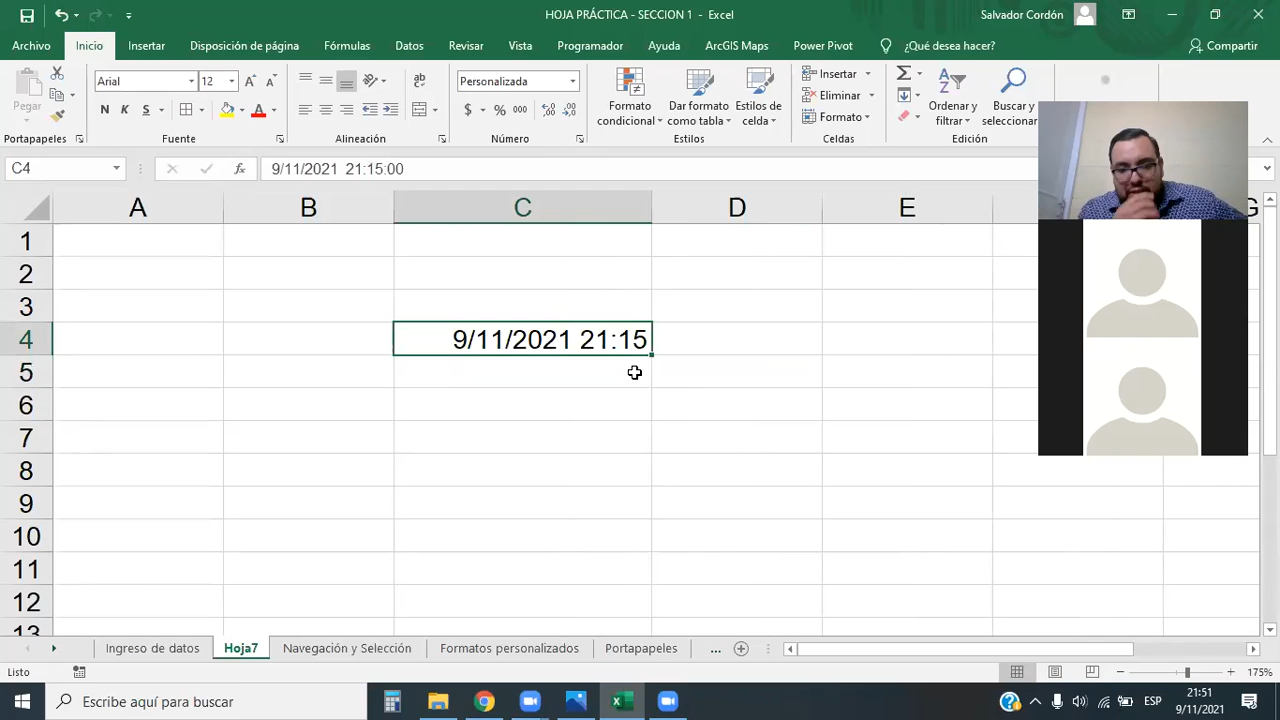 HOJA PRÁCTICA - SECCION 1 - Excel
Salvador Cordón
Archivo Inicio Insertar Disposición de página Fórmulas Datos Revisar Vista Programador Ayuda ArcGIS Maps Power Pivot ¿Qué desea hacer? Compartir
Pegar
Arial 12
N K S
Personalizada
$ % 000
Formato condicional
Dar formato como tabla
Estilos de celda
Insertar
Eliminar
Formato
Ordenar y filtrar
Buscar y seleccionar
Portapapeles Fuente Alineación Número Estilos Celdas Edición
C4 fx 9/11/2021 21:15:00
A B C D E G
1
2
3
4 9/11/2021 21:15
5
6
7
8
9
10
11
12
13
Ingreso de datos Hoja7 Navegación y Selección Formatos personalizados Portapapeles ...
Listo 175%
Escribe aquí para buscar
ESP
21:51
9/11/2021